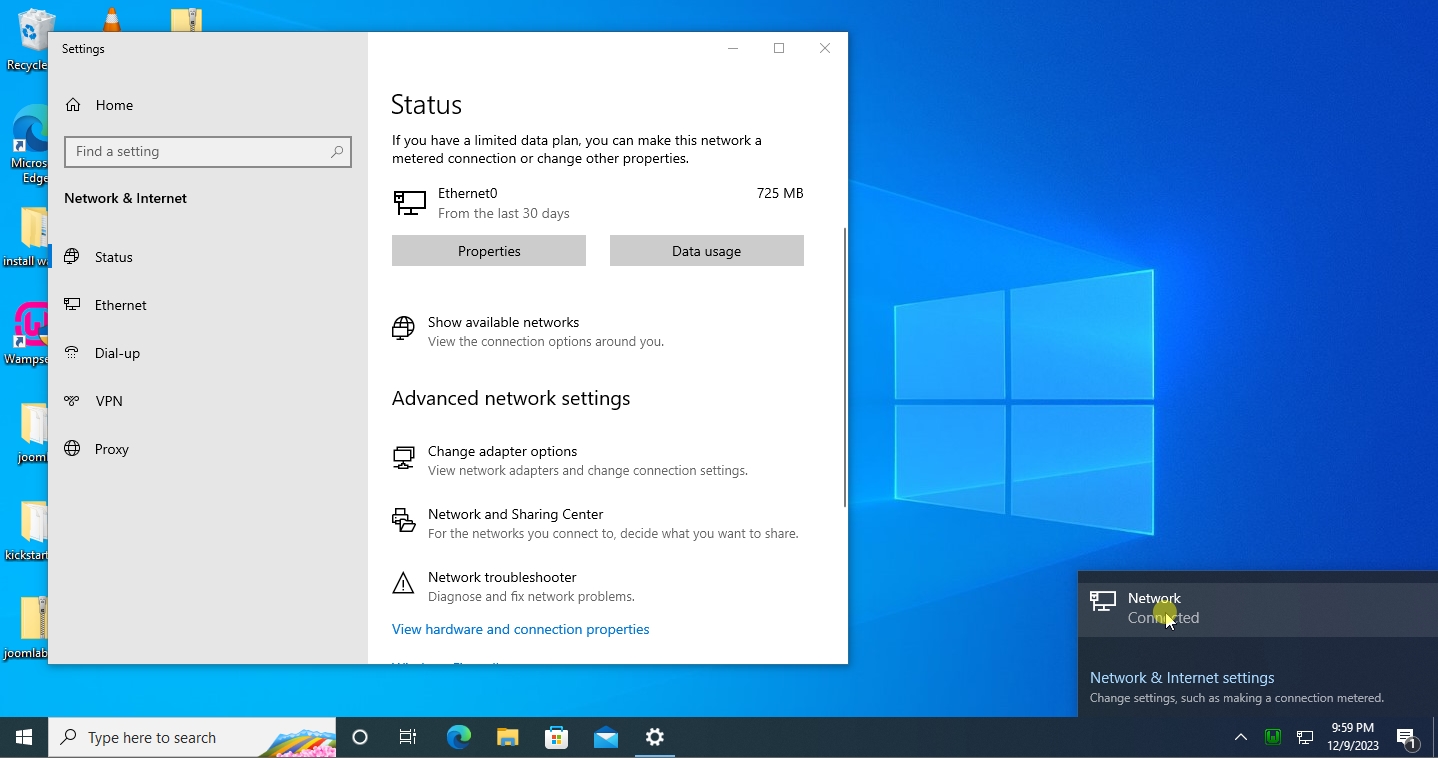 Recycle
Micros
Edge
install wa
Wampse
kickstart
Settings
Home
Find a setting
Network & Internet
Status
Ethernet
Dial-up
VPN
Proxy
Status
If you have a limited data plan, you can make this network a
metered connection or change other properties.
Ethernet0
725 MB
From the last 30 days
Properties
Data usage
Show available networks
View the connection options around you.
Advanced network settings
Change adapter options
View network adapters and change connection settings.
Network and Sharing Center
For the networks you connect to, decide what you want to share.
Network troubleshooter
Diagnose and fix network problems.
View hardware and connection properties
Network
Connected
Network & Internet settings
Change settings, such as making a connection metered.
Type here to search
9:59 PM
12/9/2023
1